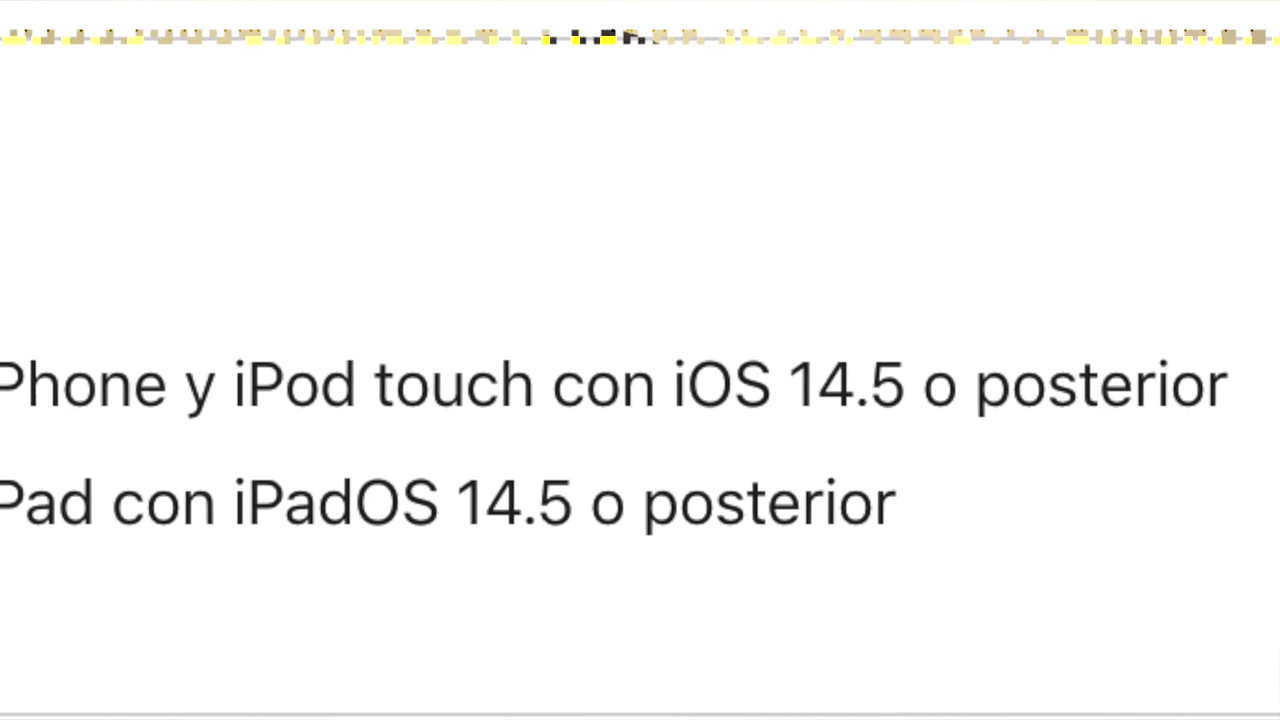 Phone y iPod touch con iOS 14.5 o posterior
Pad con iPadOS 14.5 o posterior